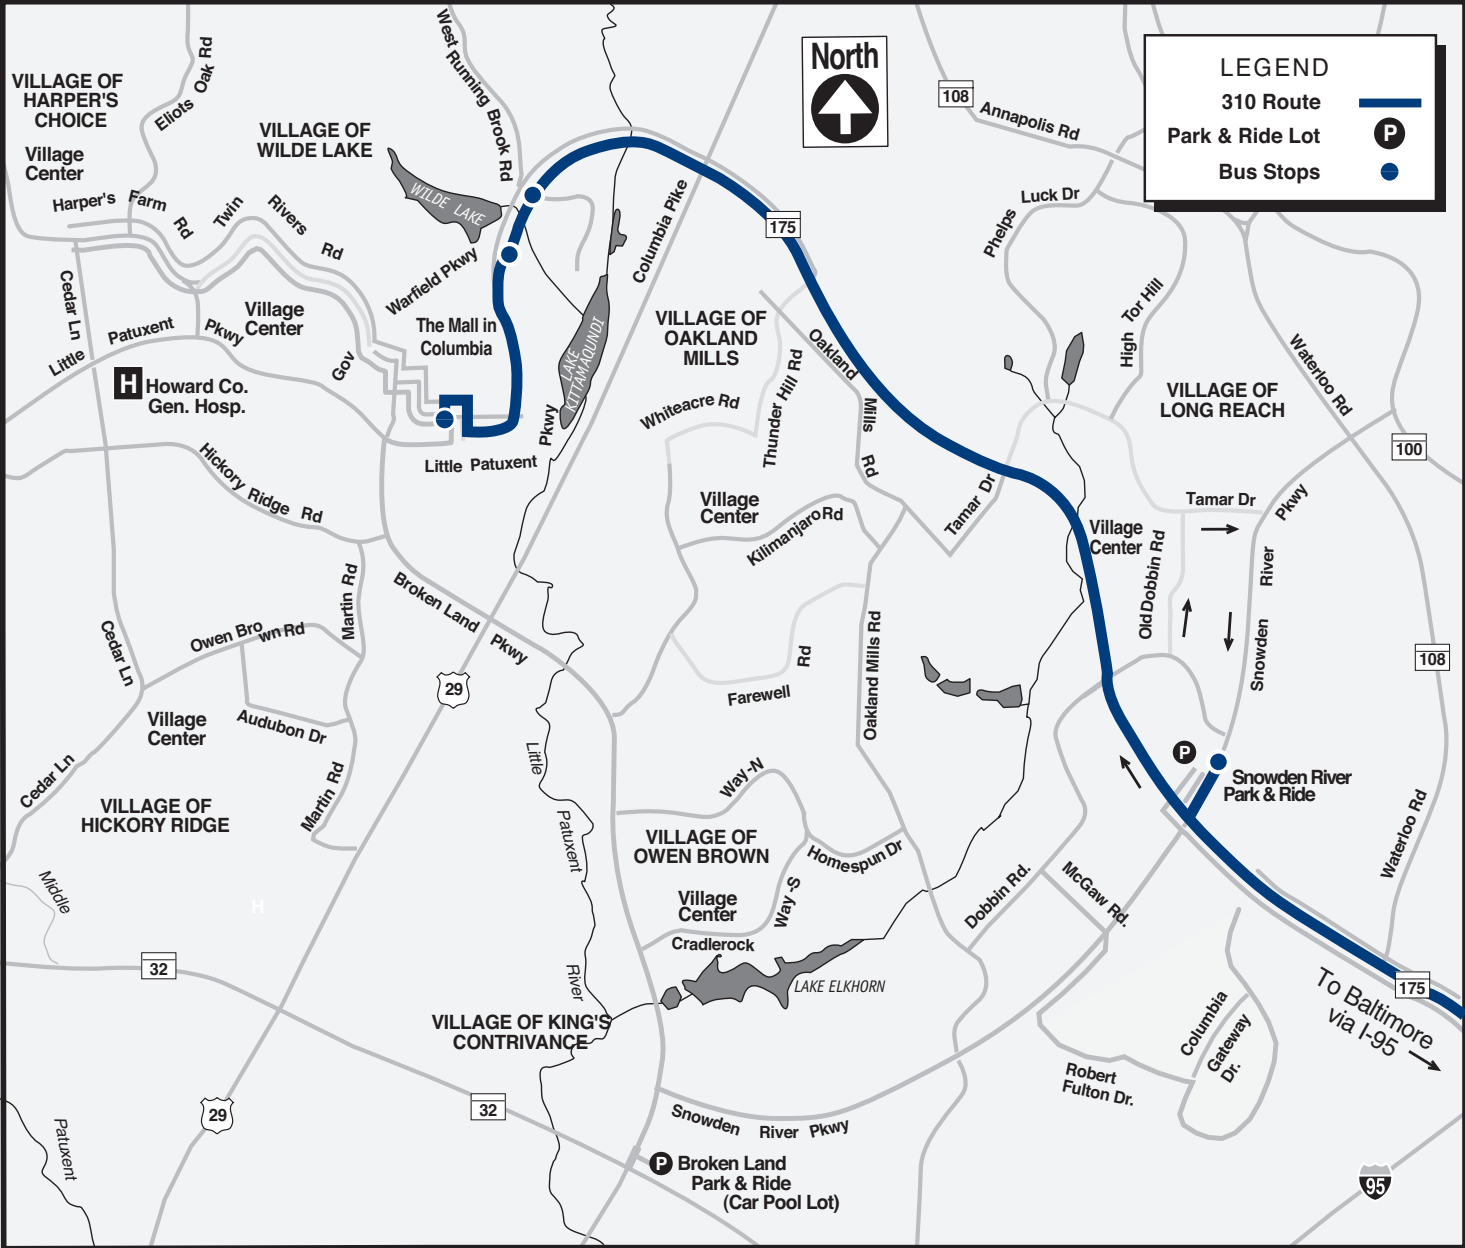 VILLAGE OF
HARPER'S
CHOICE
Village
Center
Eliots Oak Rd
Harper's Farm Rd
Twin Rivers Rd
VILLAGE OF
WILDE LAKE
West Running Brook Rd
WILDE LAKE
Warfield Pkwy
The Mall in
Columbia
LAKE
KITTAMAQUNDI
Columbia Pike
North
108
Annapolis Rd
LEGEND
310 Route
Park & Ride Lot
P
Bus Stops
Luck Dr
Phelps
High Tor Hill
175
Cedar Ln
Little Patuxent Pkwy
Village
Center
Gov
H
Howard Co.
Gen. Hosp.
Little Patuxent Pkwy
Hickory Ridge Rd
VILLAGE OF
OAKLAND
MILLS
Oakland Mills Rd
Thunder Hill Rd
Whiteacre Rd
Village
Center
Kilimanjaro Rd
Tamar Dr
VILLAGE OF
LONG REACH
Waterloo Rd
100
Tamar Dr
Village
Center
Old Dobbin Rd
Snowden River Pkwy
108
Martin Rd
Broken Land Pkwy
Cedar Ln
Owen Brown Rd
29
Audubon Dr
Village
Center
Cedar Ln
Martin Rd
VILLAGE OF
HICKORY RIDGE
Farewell Rd
Oakland Mills Rd
Little Patuxent River
Way -N
VILLAGE OF
OWEN BROWN
Village
Center
Way -S
Homespun Dr
Cradlerock
LAKE ELKHORN
P
Snowden River
Park & Ride
Dobbin Rd.
McGaw Rd.
Waterloo Rd
175
To Baltimore
via I-95
Middle
H
32
VILLAGE OF KING'S
CONTRIVANCE
Columbia
Gateway
Dr.
Robert
Fulton Dr.
29
32
Snowden River Pkwy
P
Broken Land
Park & Ride
(Car Pool Lot)
Patuxent
95